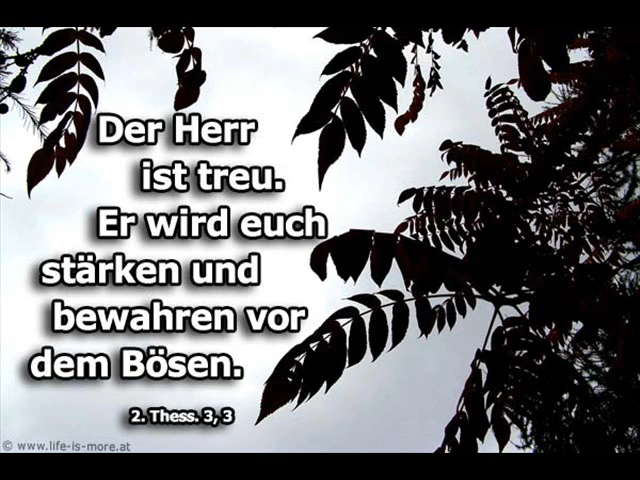 Der Herr
ist treu.
Er wird euch
stärken und
bewahren vor
dem Bösen.
2. Thess. 3, 3
© www.life-is-more.at